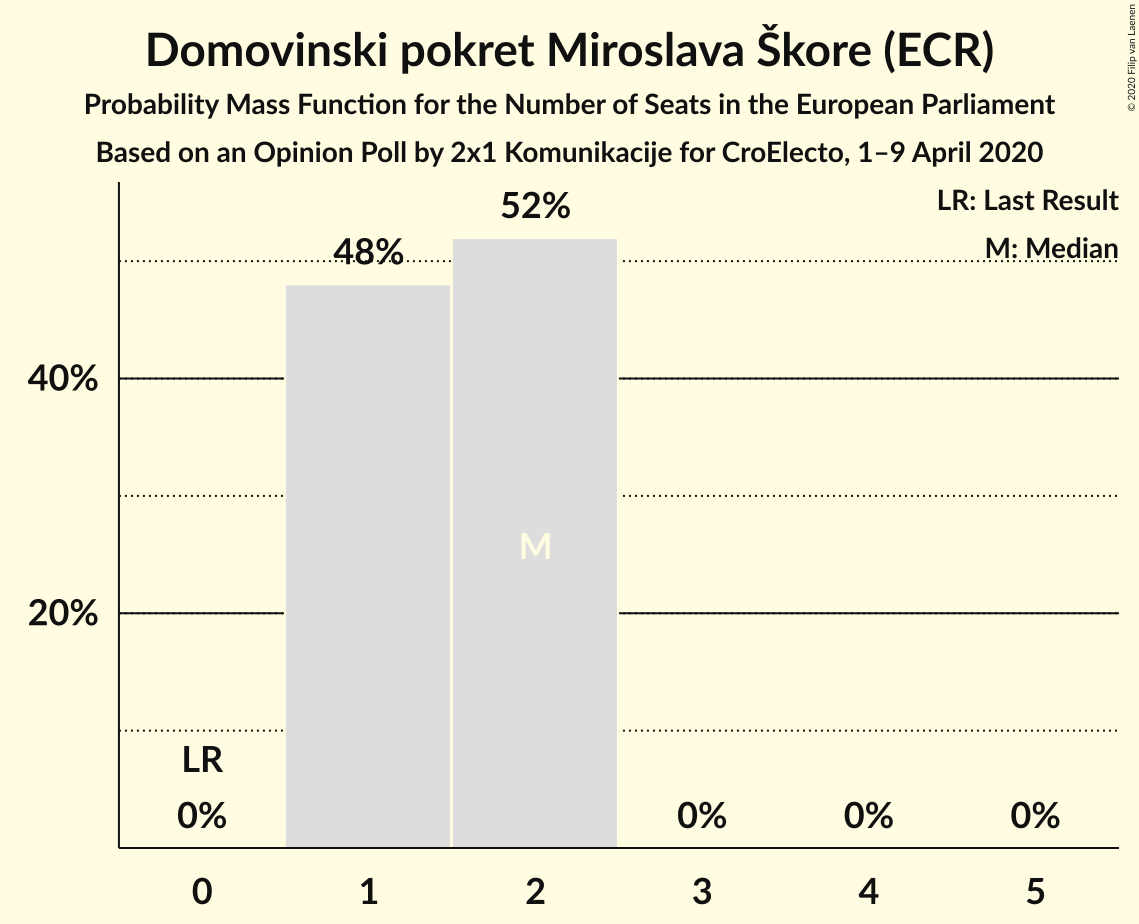 Domovinski pokret Miroslava Škore (ECR)
Probability Mass Function for the Number of Seats in the European Parliament
Based on an Opinion Poll by 2x1 Komunikacije for CroElecto, 1–9 April 2020
© 2020 Filip van Laenen
LR: Last Result
M: Median
52%
48%
40%
20%
M
LR
0%
0%
0%
0%
0
1
2
3
4
5